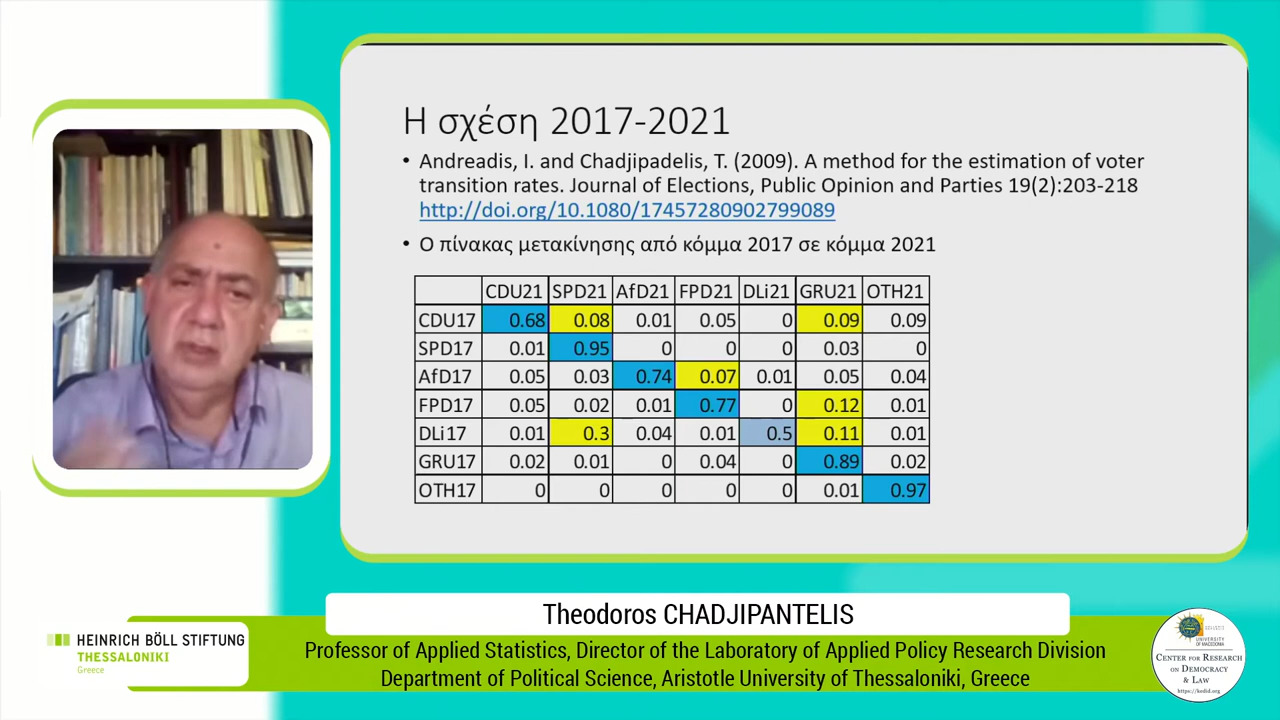 Η σχέση 2017-2021
• Andreadis, I. and Chadjipadelis, T. (2009). A method for the estimation of voter
transition rates. Journal of Elections, Public Opinion and Parties 19(2):203-218
http://doi.org/10.1080/17457280902799089
• Ο πίνακας μετακίνησης από κόμμα 2017 σε κόμμα 2021
CDU21 SPD21 AfD21 FPD21 DLi21 GRU21 OTH21
CDU17 0.68 0.08 0.01 0.05 0 0.09 0.09
SPD17 0.01 0.95 0 0 0 0.03 0
AfD17 0.05 0.03 0.74 0.07 0.01 0.05 0.04
FPD17 0.05 0.02 0.01 0.77 0 0.12 0.01
DLi17 0.01 0.3 0.04 0.01 0.5 0.11 0.01
GRU17 0.02 0.01 0 0.04 0 0.89 0.02
OTH17 0 0 0 0 0 0.01 0.97
Theodoros CHADJIPANTELIS
Professor of Applied Statistics, Director of the Laboratory of Applied Policy Research Division
Department of Political Science, Aristotle University of Thessaloniki, Greece
HEINRICH BÖLL STIFTUNG
THESSALONIKI
Greece
UNIVERSITY
OF MACEDONIA
CENTER FOR RESEARCH
ON DEMOCRACY
& LAW
https://kedid.org